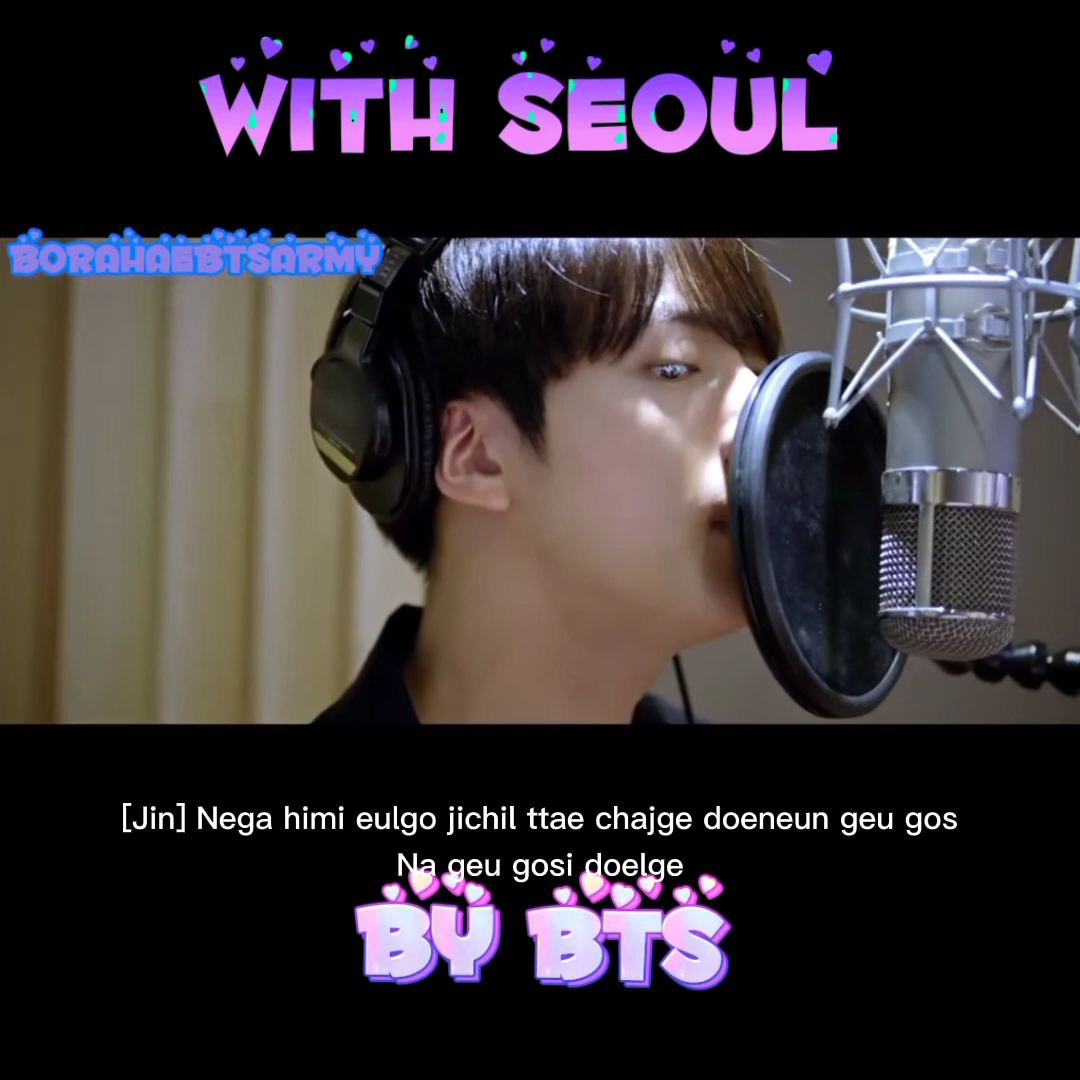 WITH SEOUL
BORAHAEBTSARMY
[Jin] Nega himi eulgo jichil ttae chajge doeneun geu gos
Na geu gosi doelge
BY BTS